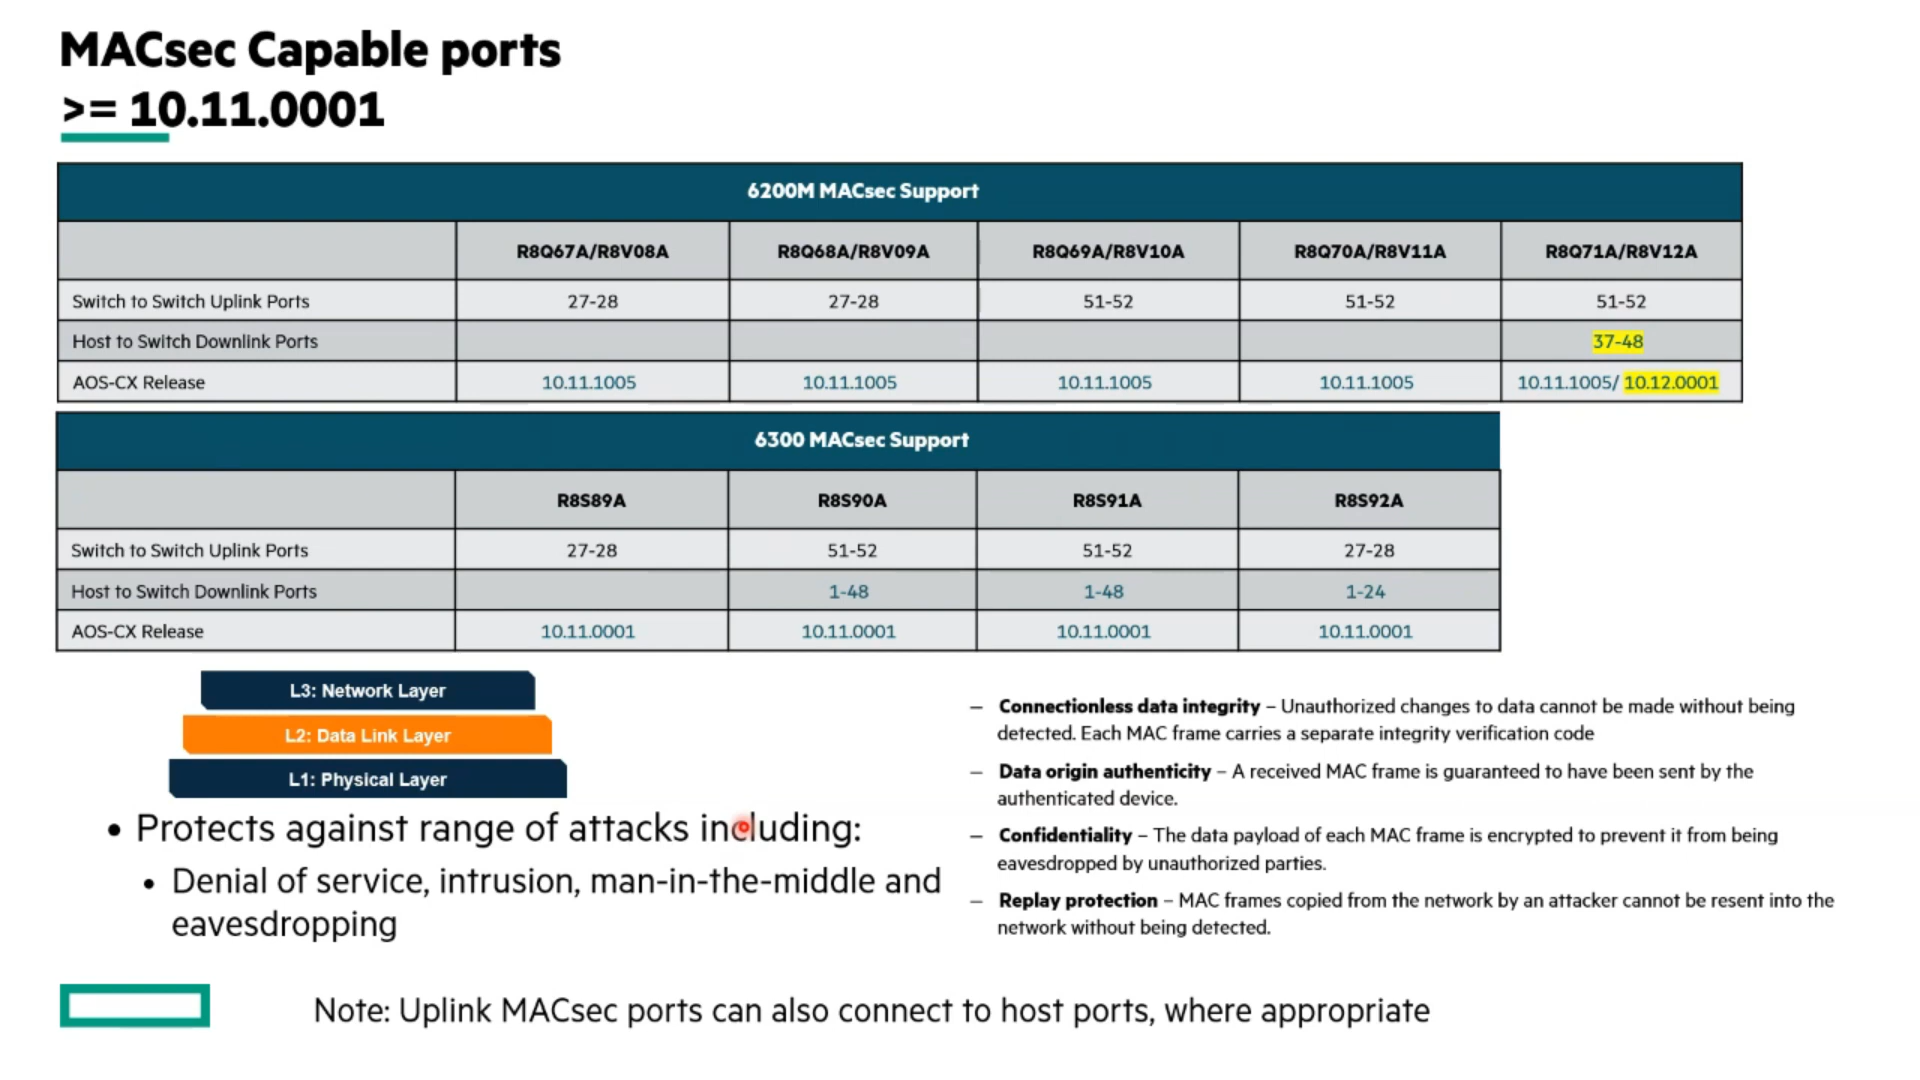 MACsec Capable ports
>= 10.11.0001
6200M MACsec Support
R8Q67A/R8V08A R8Q68A/R8V09A R8Q69A/R8V10A R8Q70A/R8V11A R8Q71A/R8V12A
Switch to Switch Uplink Ports 27-28 27-28 51-52 51-52 51-52
Host to Switch Downlink Ports 37-48
AOS-CX Release 10.11.1005 10.11.1005 10.11.1005 10.11.1005 10.11.1005/ 10.12.0001
6300 MACsec Support
R8S89A R8S90A R8S91A R8S92A
Switch to Switch Uplink Ports 27-28 51-52 51-52 27-28
Host to Switch Downlink Ports 1-48 1-48 1-24
AOS-CX Release 10.11.0001 10.11.0001 10.11.0001 10.11.0001
L3: Network Layer
L2: Data Link Layer
L1: Physical Layer
• Protects against range of attacks including:
• Denial of service, intrusion, man-in-the-middle and
eavesdropping
– Connectionless data integrity – Unauthorized changes to data cannot be made without being
detected. Each MAC frame carries a separate integrity verification code
– Data origin authenticity – A received MAC frame is guaranteed to have been sent by the
authenticated device.
– Confidentiality – The data payload of each MAC frame is encrypted to prevent it from being
eavesdropped by unauthorized parties.
– Replay protection – MAC frames copied from the network by an attacker cannot be resent into the
network without being detected.
Note: Uplink MACsec ports can also connect to host ports, where appropriate